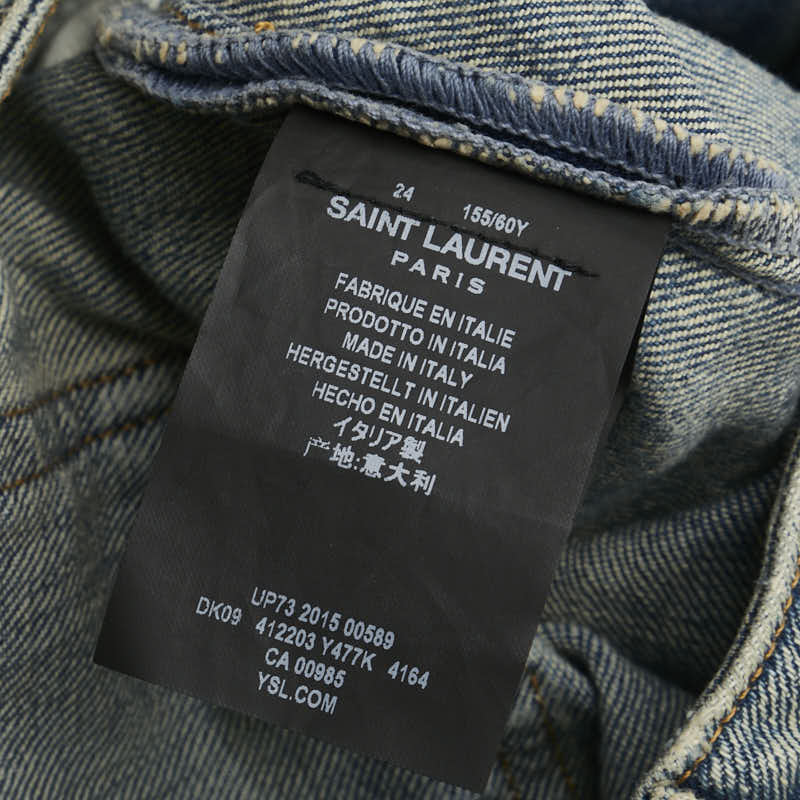 24 155/60Y
SAINT LAURENT
PARIS
FABRIQUE EN ITALIE
PRODOTTO IN ITALIA
MADE IN ITALY
HERGESTELLT IN ITALIEN
HECHO EN ITALIA
イタリア製
产地:意大利
UP73 2015 00589
DK09 412203 Y477K 4164
CA 00985
YSL.COM